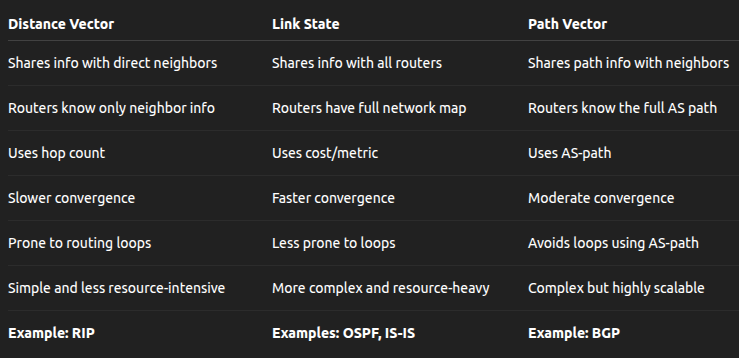 Distance Vector Link State Path Vector
Shares info with direct neighbors Shares info with all routers Shares path info with neighbors
Routers know only neighbor info Routers have full network map Routers know the full AS path
Uses hop count Uses cost/metric Uses AS-path
Slower convergence Faster convergence Moderate convergence
Prone to routing loops Less prone to loops Avoids loops using AS-path
Simple and less resource-intensive More complex and resource-heavy Complex but highly scalable
Example: RIP Examples: OSPF, IS-IS Example: BGP